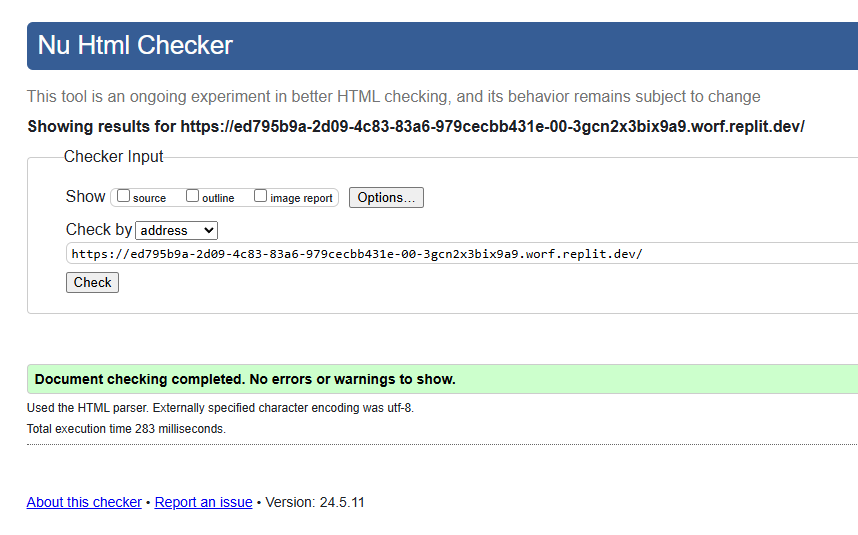 Nu Html Checker
This tool is an ongoing experiment in better HTML checking, and its behavior remains subject to change
Showing results for https://ed795b9a-2d09-4c83-83a6-979cecbb431e-00-3gcn2x3bix9a9.worf.replit.dev/
Checker Input
Show source outline image report Options...
Check by address
https://ed795b9a-2d09-4c83-83a6-979cecbb431e-00-3gcn2x3bix9a9.worf.replit.dev/
Check
Document checking completed. No errors or warnings to show.
Used the HTML parser. Externally specified character encoding was utf-8.
Total execution time 283 milliseconds.
About this checker • Report an issue • Version: 24.5.11